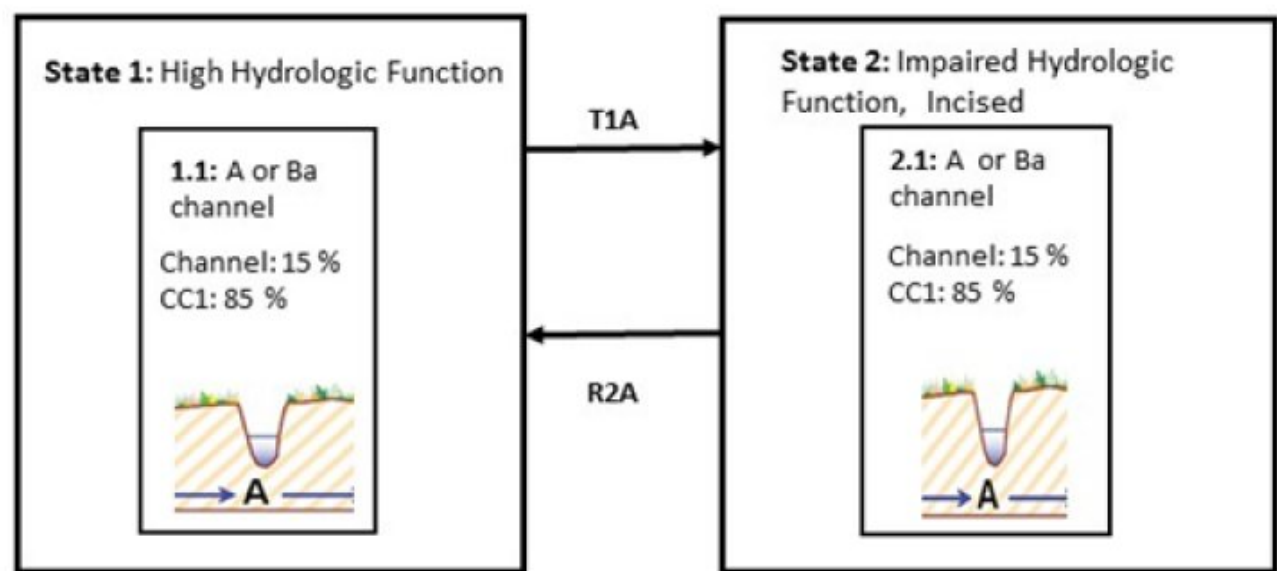 State 1: High Hydrologic Function
1.1: A or Ba
channel
Channel: 15 %
CC1: 85 %
A
T1A
R2A
State 2: Impaired Hydrologic
Function, Incised
2.1: A or Ba
channel
Channel: 15 %
CC1: 85 %
A